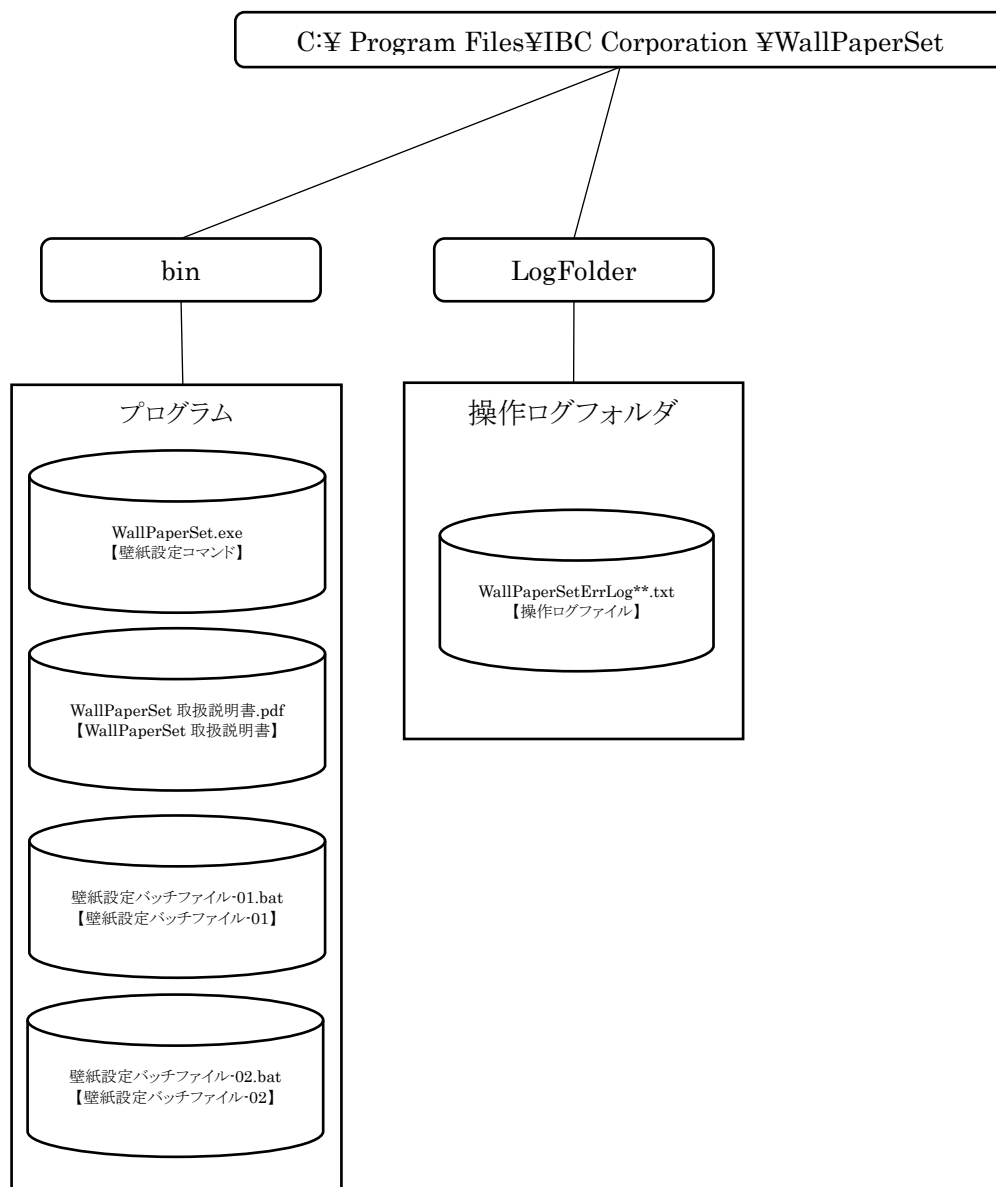 C:¥ Program Files¥IBC Corporation ¥WallPaperSet
bin
LogFolder
プログラム
WallPaperSet.exe
【壁紙設定コマンド】
WallPaperSet 取扱説明書.pdf
【WallPaperSet 取扱説明書】
壁紙設定バッチファイル-01.bat
【壁紙設定バッチファイル-01】
壁紙設定バッチファイル-02.bat
【壁紙設定バッチファイル-02】
操作ログフォルダ
WallPaperSetErrLog**.txt
【操作ログファイル】